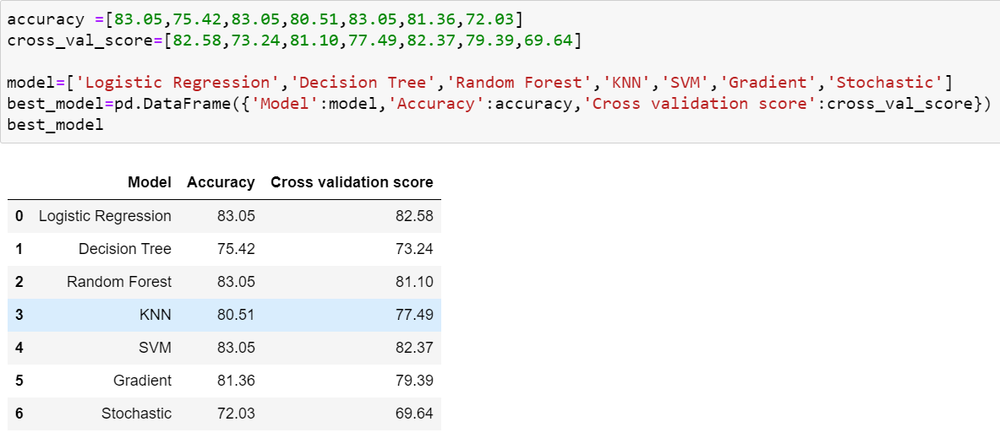 accuracy =[83.05,75.42,83.05,80.51,83.05,81.36,72.03]
cross_val_score=[82.58,73.24,81.10,77.49,82.37,79.39,69.64]
model=['Logistic Regression','Decision Tree','Random Forest','KNN','SVM','Gradient','Stochastic']
best_model=pd.DataFrame({'Model':model,'Accuracy':accuracy,'Cross validation score':cross_val_score})
best_model
Model Accuracy Cross validation score
0 Logistic Regression 83.05 82.58
1 Decision Tree 75.42 73.24
2 Random Forest 83.05 81.10
3 KNN 80.51 77.49
4 SVM 83.05 82.37
5 Gradient 81.36 79.39
6 Stochastic 72.03 69.64